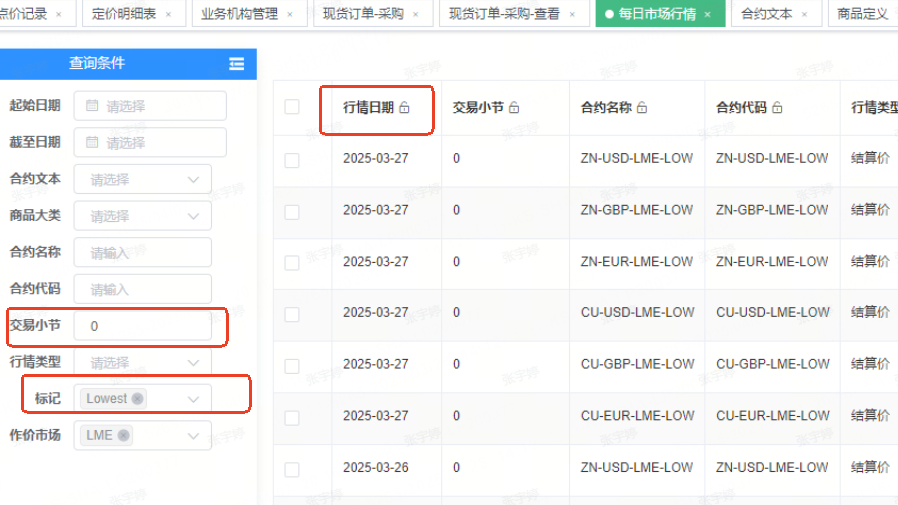 点价记录 × 定价明细表 × 业务机构管理 × 现货订单-采购 × 现货订单-采购-查看 × 每日市场行情 × 合约文本 × 商品定义
查询条件
起始日期 请选择
截至日期 请选择
合约文本 请选择
商品大类 请选择
合约名称 请输入
合约代码 请输入
交易小节 0
行情类型 请选择
标记 Lowest
作价市场 LME
行情日期 交易小节 合约名称 合约代码 行情类型
2025-03-27 0 ZN-USD-LME-LOW ZN-USD-LME-LOW 结算价
2025-03-27 0 ZN-GBP-LME-LOW ZN-GBP-LME-LOW 结算价
2025-03-27 0 ZN-EUR-LME-LOW ZN-EUR-LME-LOW 结算价
2025-03-27 0 CU-USD-LME-LOW CU-USD-LME-LOW 结算价
2025-03-27 0 CU-GBP-LME-LOW CU-GBP-LME-LOW 结算价
2025-03-27 0 CU-EUR-LME-LOW CU-EUR-LME-LOW 结算价
2025-03-26 0 ZN-USD-LME-LOW ZN-USD-LME-LOW 结算价